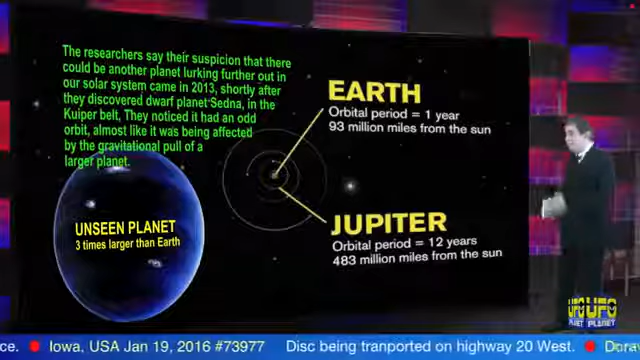 The researchers say their suspicion that there
could be another planet lurking further out in
our solar system came in 2013, shortly after
they discovered dwarf planet Sedna, in the
Kuiper belt, They noticed it had an odd
orbit, almost like it was being affected
by the gravitational pull of a
larger planet.
EARTH
Orbital period = 1 year
93 million miles from the sun
UNSEEN PLANET
3 times larger than Earth
JUPITER
Orbital period = 12 years
483 million miles from the sun
UFO UFO
PLANET PLANET
ce. Iowa, USA Jan 19, 2016 #73977 Disc being tranported on highway 20 West. Dora